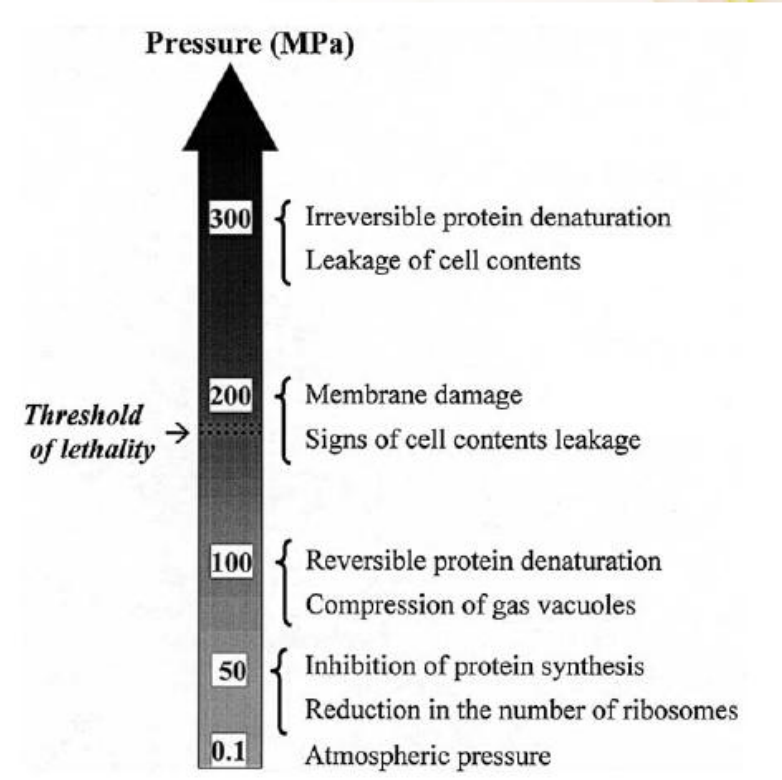 Pressure (MPa)
300
Irreversible protein denaturation
Leakage of cell contents
200
Membrane damage
Threshold
of lethality
Signs of cell contents leakage
100
Reversible protein denaturation
Compression of gas vacuoles
50
Inhibition of protein synthesis
Reduction in the number of ribosomes
0.1
Atmospheric pressure